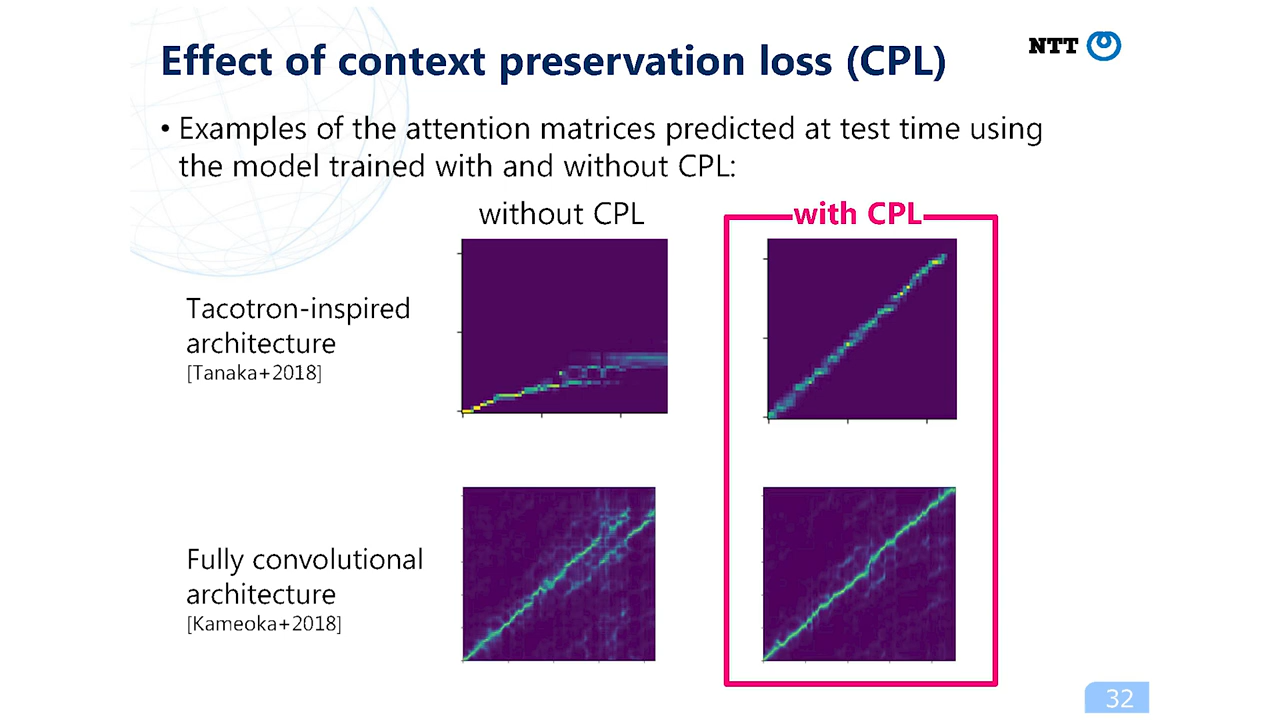 Effect of context preservation loss (CPL)
NTT
• Examples of the attention matrices predicted at test time using
the model trained with and without CPL:
without CPL
with CPL
Tacotron-inspired
architecture
[Tanaka+2018]
Fully convolutional
architecture
[Kameoka+2018]
32